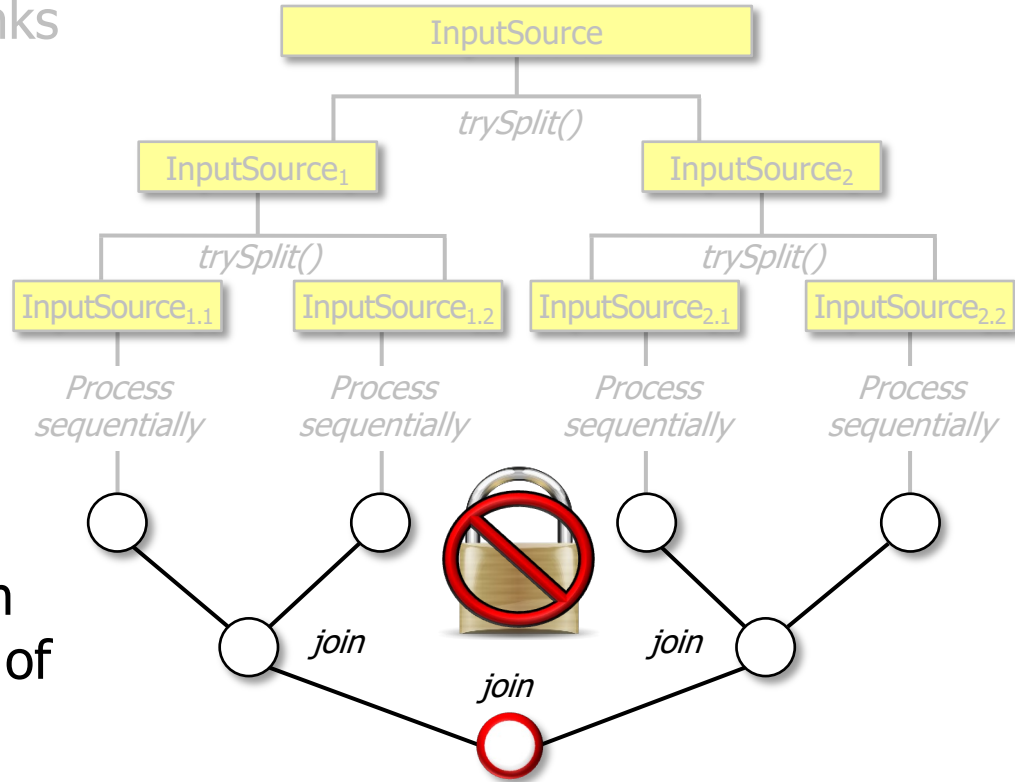 nks
InputSource
trySplit()
InputSource₁
InputSource₂
trySplit()
trySplit()
InputSource₁.₁
InputSource₁.₂
InputSource₂.₁
InputSource₂.₂
Process
sequentially
Process
sequentially
Process
sequentially
Process
sequentially
n
of
join
join
join